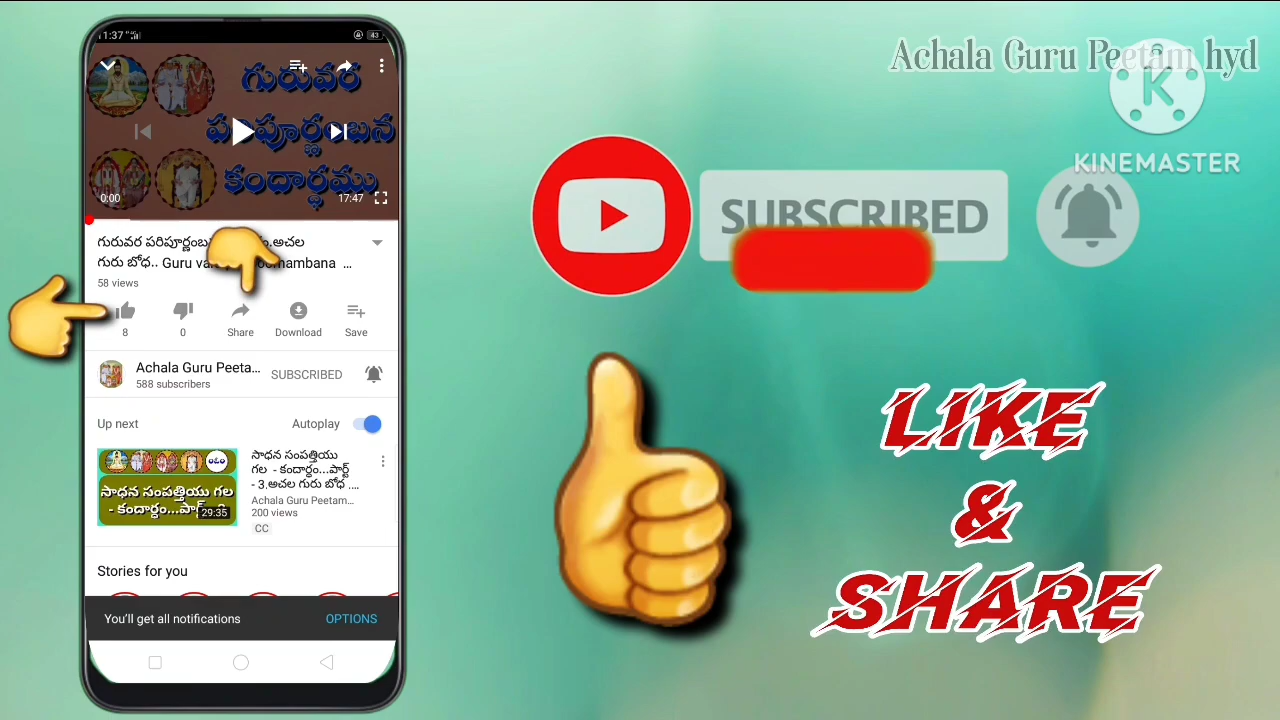 11:37
43
గురువర
పరిపూర్ణంబన
కందార్థము
0:00
17:47
గురువర పరిపూర్ణంబ
.అచల
గురు బోధ.. Guru
...
58 views
8
0
Share
Download
Save
Achala Guru Peeta...
SUBSCRIBED
588 subscribers
Up next
Autoplay
సాధన సంపత్తియు గల
- కందార్థం...పార్ట్
29:35
సాధన సంపత్తియు
గల - కందార్థం...పార్ట్
- 3.అచల గురు బోధ ....
Achala Guru Peetam...
200 views
CC
Stories for you
You'll get all notifications
OPTIONS
Achala Guru Peetam hyd
K
KINEMASTER
SUBSCRIBED
LIKE
&
SHARE